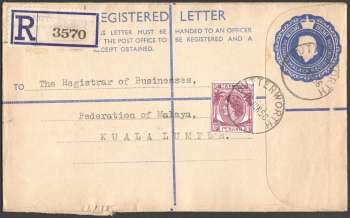 REGISTERED LETTER
R 3570
THIS LETTER MUST BE HANDED TO AN OFFICER
OF THE POST OFFICE TO BE REGISTERED AND A
RECEIPT OBTAINED.
TO
The Registrar of Businesses,
Federation of Malaya,
KUALA LUMPUR.
BUTTERWORTH